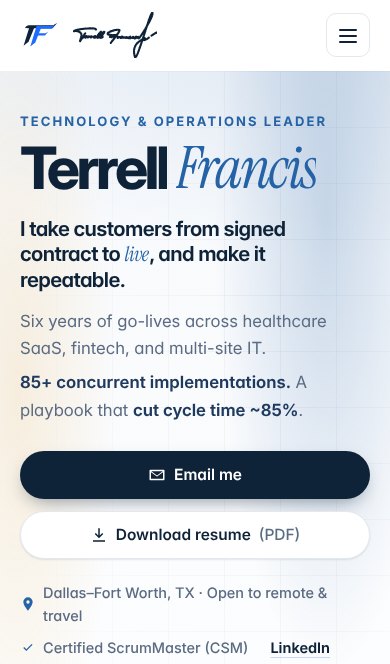 TF Terrell Francis
TECHNOLOGY & OPERATIONS LEADER
Terrell Francis
I take customers from signed
contract to live, and make it
repeatable.
Six years of go-lives across healthcare
SaaS, fintech, and multi-site IT.
85+ concurrent implementations. A
playbook that cut cycle time ~85%.
Email me
Download resume (PDF)
Dallas–Fort Worth, TX · Open to remote &
travel
Certified ScrumMaster (CSM) LinkedIn